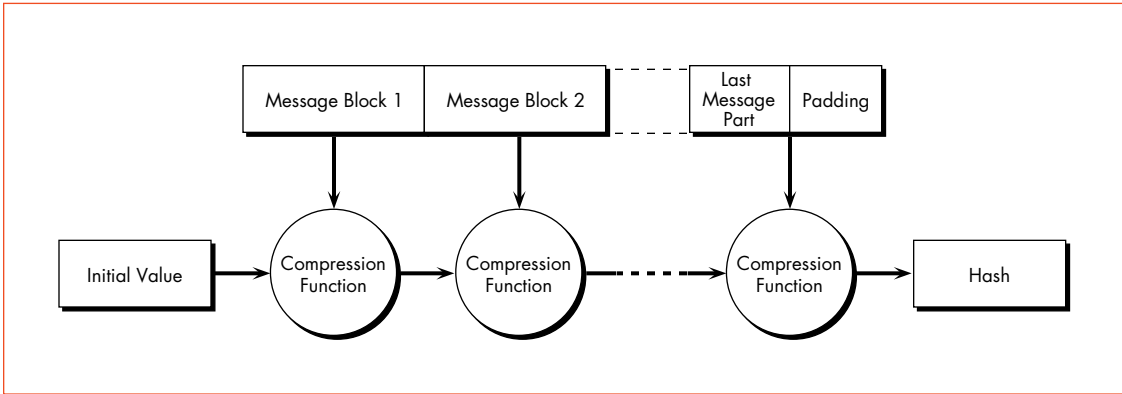 Message Block 1
Message Block 2
Last
Message
Part
Padding
Initial Value
Compression
Function
Compression
Function
Compression
Function
Hash